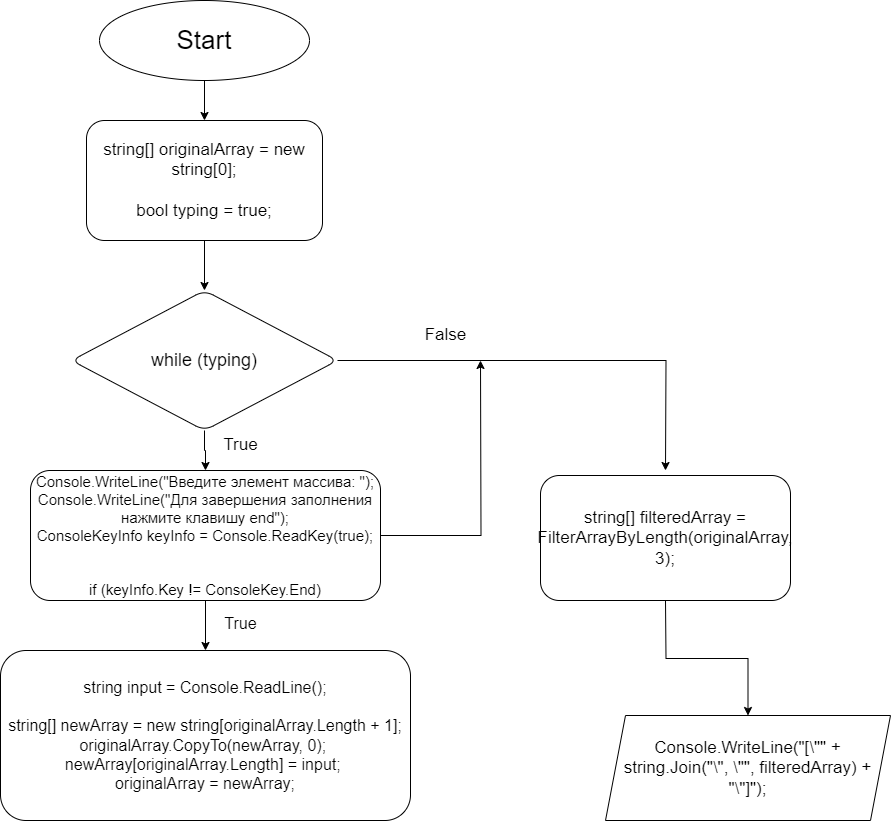 Start
string[] originalArray = new
string[0];
bool typing = true;
while (typing)
False
True
Console.WriteLine("Введите элемент массива: ");
Console.WriteLine("Для завершения заполнения
нажмите клавишу end");
ConsoleKeyInfo keyInfo = Console.ReadKey(true);
if (keyInfo.Key != ConsoleKey.End)
True
string input = Console.ReadLine();
string[] newArray = new string[originalArray.Length + 1];
originalArray.CopyTo(newArray, 0);
newArray[originalArray.Length] = input;
originalArray = newArray;
string[] filteredArray =
FilterArrayByLength(originalArray,
3);
Console.WriteLine("[\"" +
string.Join("\", \"", filteredArray) +
"\"]");